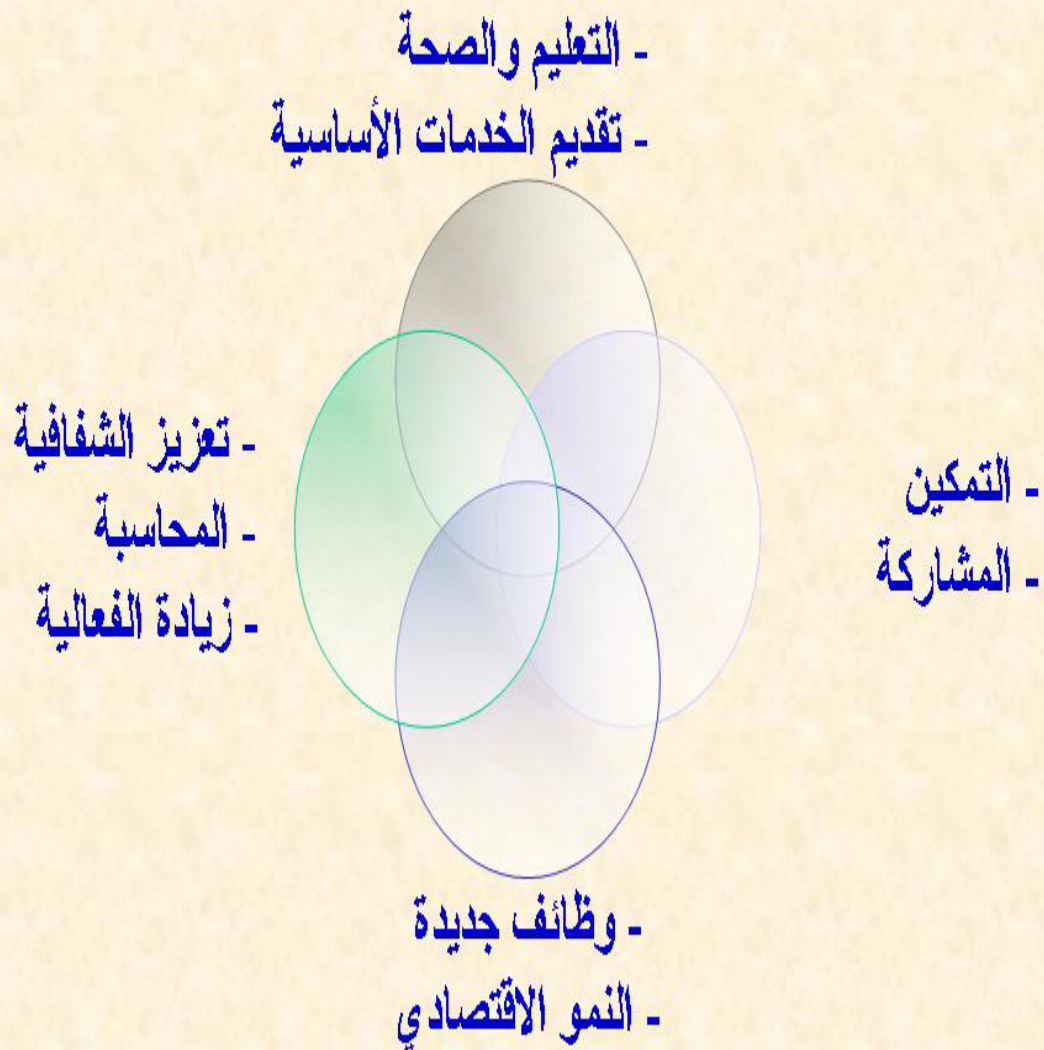 - التعليم والصحة
- تقديم الخدمات الأساسية
- التمكين
- المشاركة
- تعزيز الشفافية
- المحاسبة
- زيادة الفعالية
- وظائف جديدة
- النمو الاقتصادي